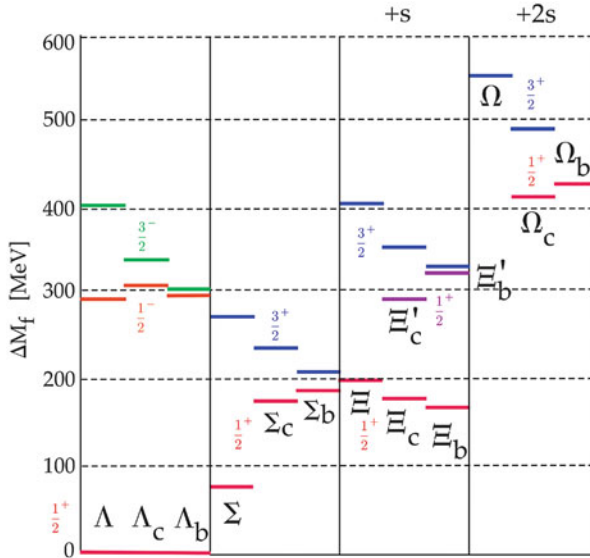 +s +2s
600
500
400
300
200
100
0
ΔM_f [MeV]
Ω 3/2⁺
Ω_b
1/2⁺
Ω_c
3/2⁻
1/2⁻
3/2⁺
3/2⁺
Ξ'_b
Ξ'_c 1/2⁺
1/2⁺ Σ_c Σ_b
Ξ 1/2⁺ Ξ_c Ξ_b
1/2⁺ Λ Λ_c Λ_b Σ